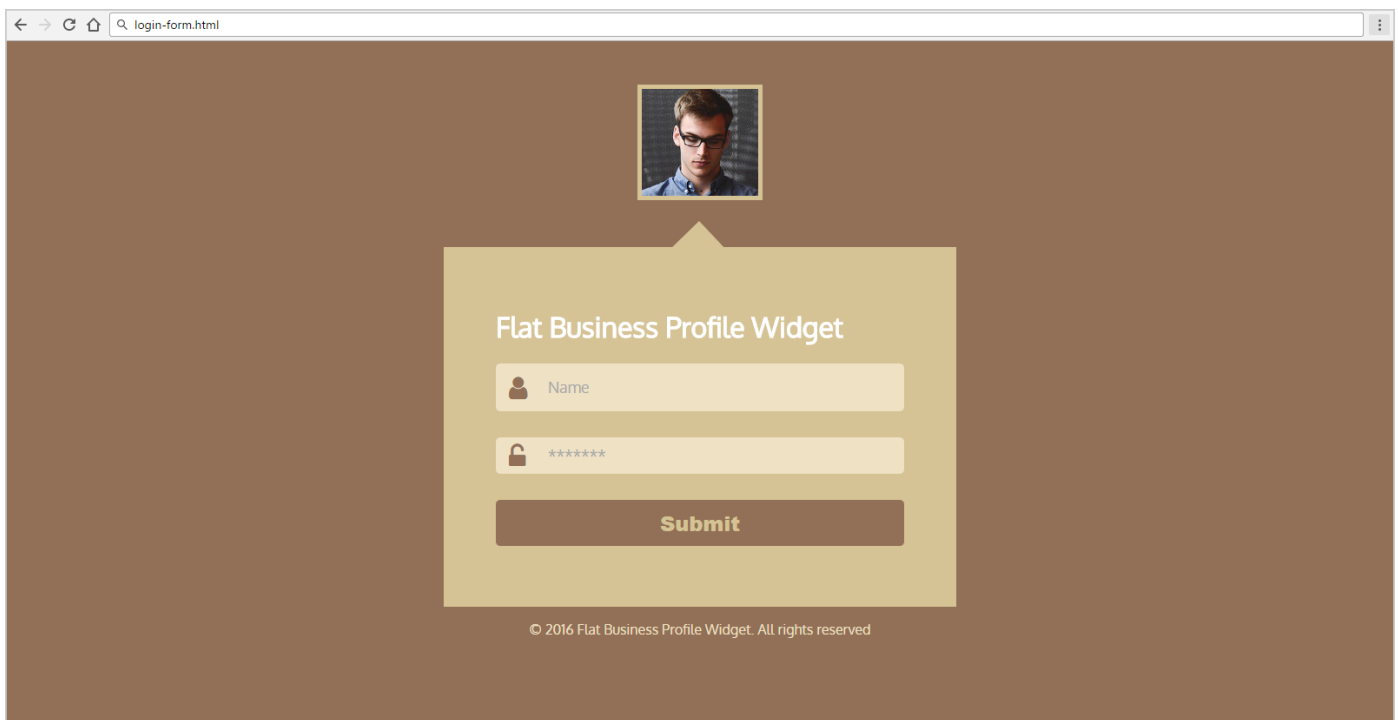 login-form.html
Flat Business Profile Widget
Name
*******
Submit
© 2016 Flat Business Profile Widget. All rights reserved